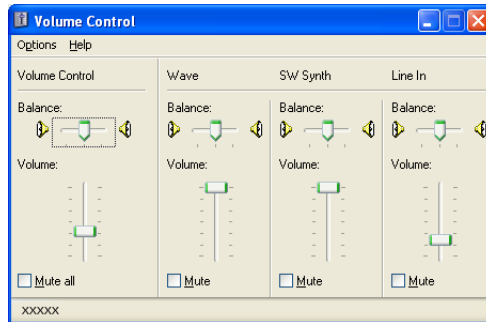 Volume Control
Options Help
Volume Control Wave SW Synth Line In
Balance: Balance: Balance: Balance:
Volume: Volume: Volume: Volume:
Mute all Mute Mute Mute
xxxxx